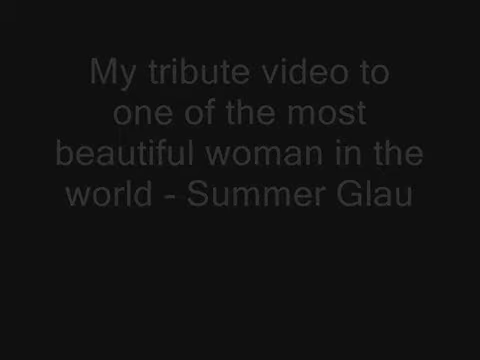 My tribute video to
one of the most
beautiful woman in the
world - Summer Glau